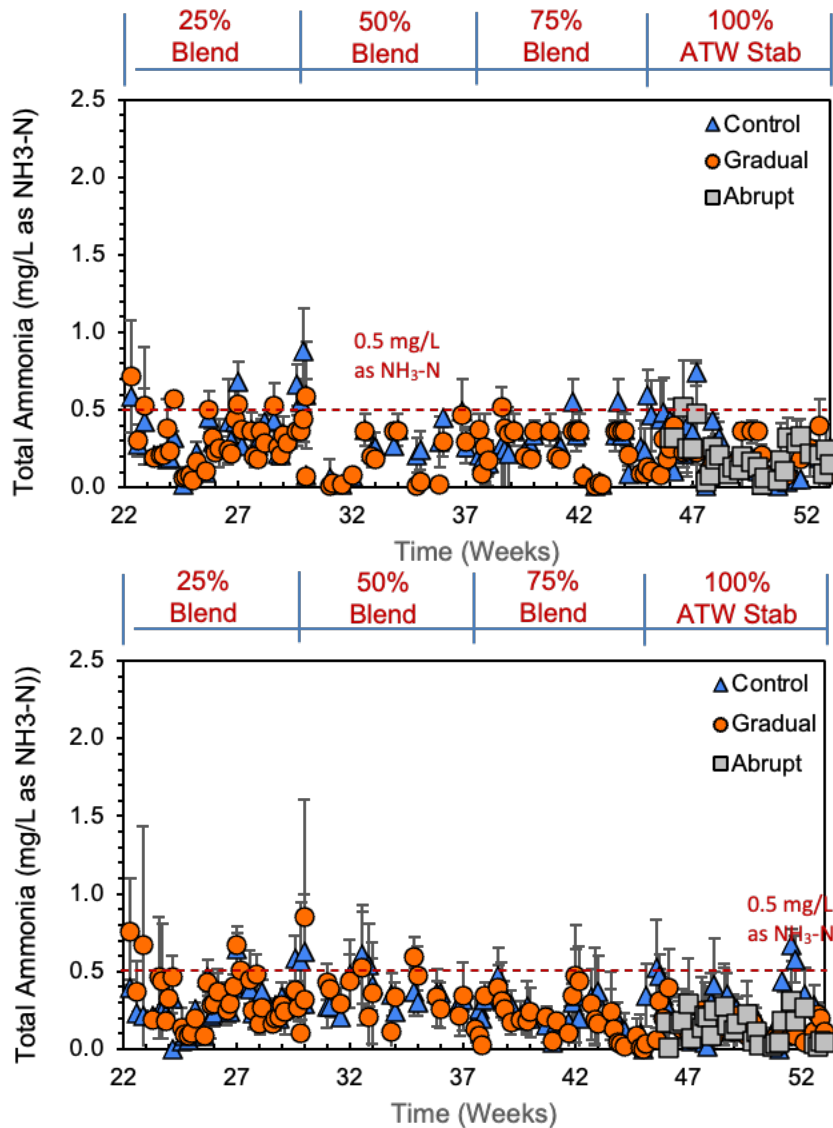 25% Blend
50% Blend
75% Blend
100% ATW Stab
Total Ammonia (mg/L as NH3-N)
2.5
2.0
1.5
1.0
0.5
0.0
Control
Gradual
Abrupt
0.5 mg/L
as NH₃-N
22 27 32 37 42 47 52
Time (Weeks)
25% Blend
50% Blend
75% Blend
100% ATW Stab
Total Ammonia (mg/L as NH3-N))
2.5
2.0
1.5
1.0
0.5
0.0
Control
Gradual
Abrupt
0.5 mg/L
as NH₃-N
22 27 32 37 42 47 52
Time (Weeks)